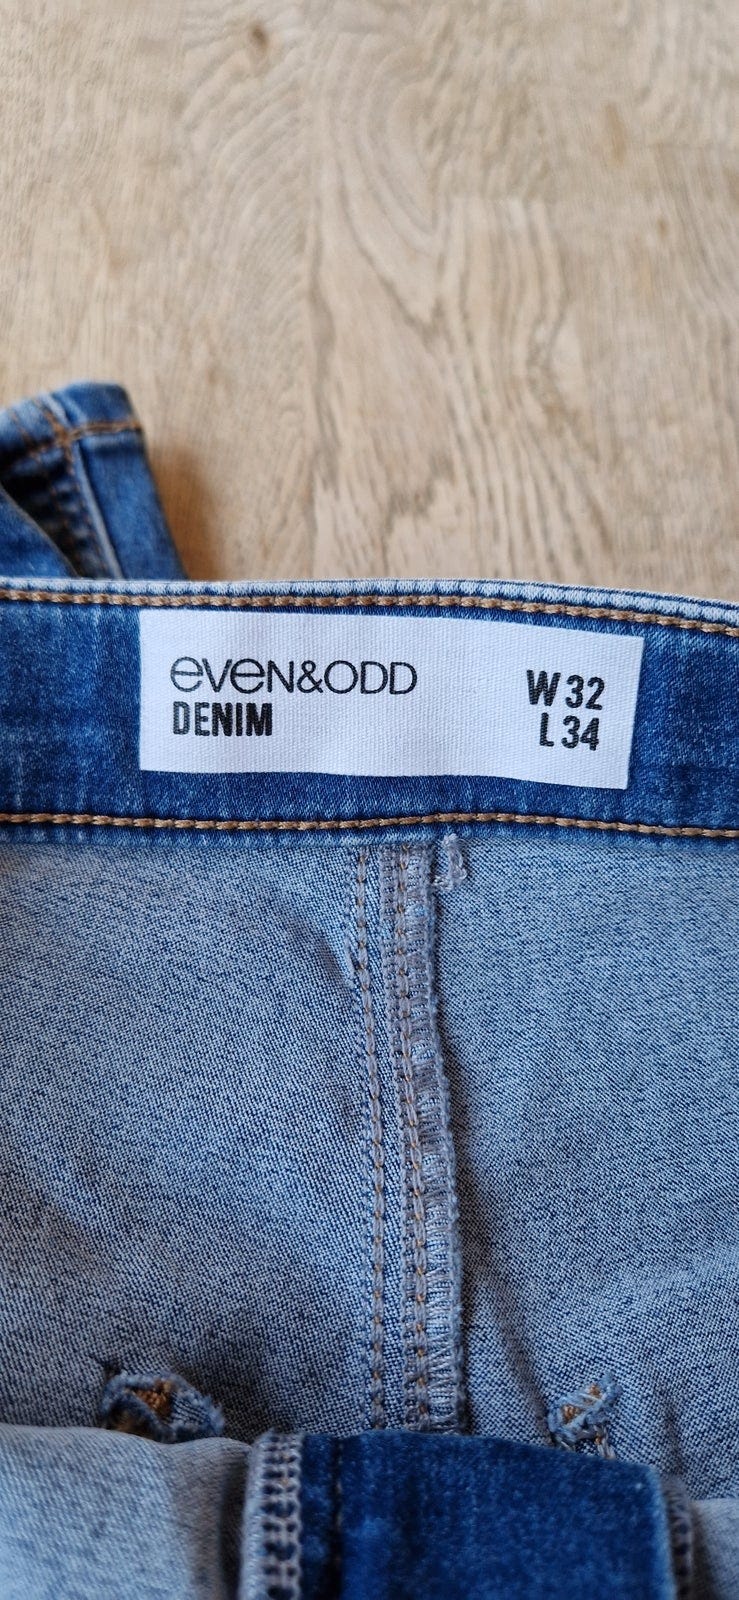 eveN&ODD
DENIM
W 32
L 34